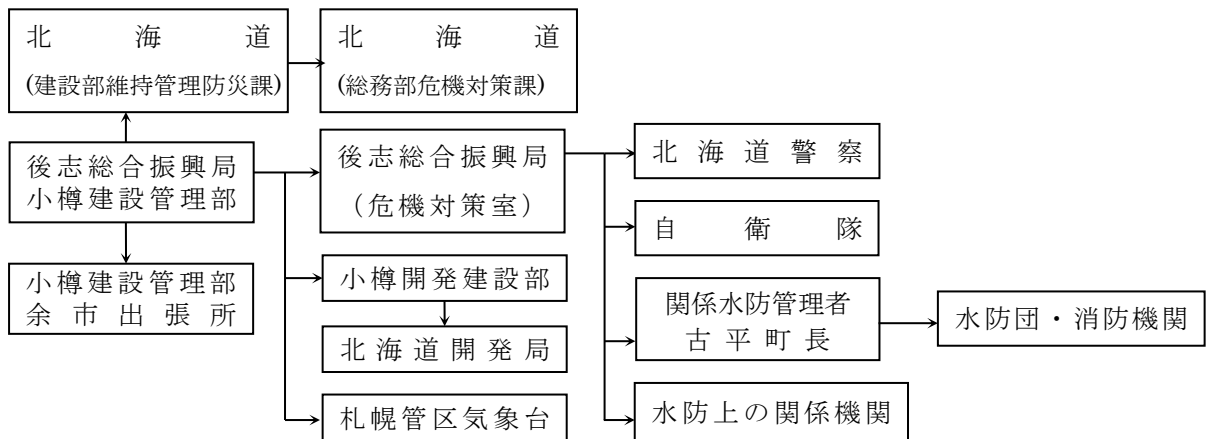 北海道
(建設部維持管理防災課)
北海道
(総務部危機対策課)
後志総合振興局
小樽建設管理部
後志総合振興局
(危機対策室)
北海道警察
自衛隊
小樽建設管理部
余市出張所
小樽開発建設部
関係水防管理者
古平町長
水防団・消防機関
北海道開発局
札幌管区気象台
水防上の関係機関